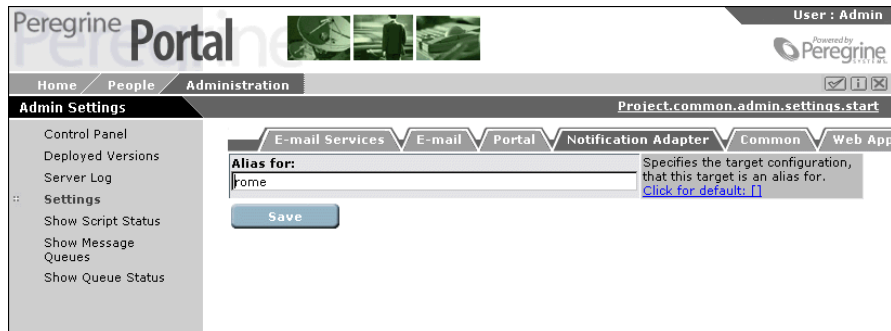 Peregrine Portal
User : Admin
Powered by
Peregrine
SYSTEMS
Home People Administration
Admin Settings
Project.common.admin.settings.start
Control Panel
Deployed Versions
Server Log
Settings
Show Script Status
Show Message
Queues
Show Queue Status
E-mail Services E-mail Portal Notification Adapter Common Web App
Alias for:
rome
Specifies the target configuration,
that this target is an alias for.
Click for default: []
Save